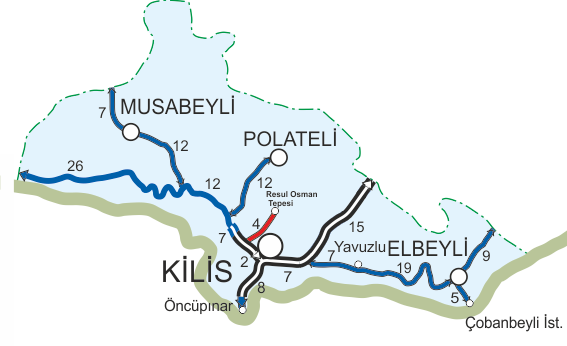 7
MUSABEYLİ
12
POLATELİ
26
12
12
Resul Osman
Tepesi
4
15
7
Yavuzlu
ELBEYLİ
9
2
7
7
19
KİLİS
8
5
Öncüpınar
Çobanbeyli İst.